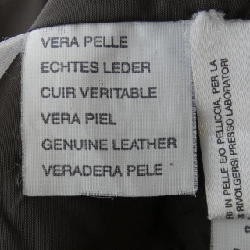 VERA PELLE
ECHTES LEDER
CUIR VERITABLE
VERA PIEL
GENUINE LEATHER
VERADERA PELE
IN PELLE E/O PELLICCIA, PER LA
RIVOLGERSI PRESSO LABORATORI